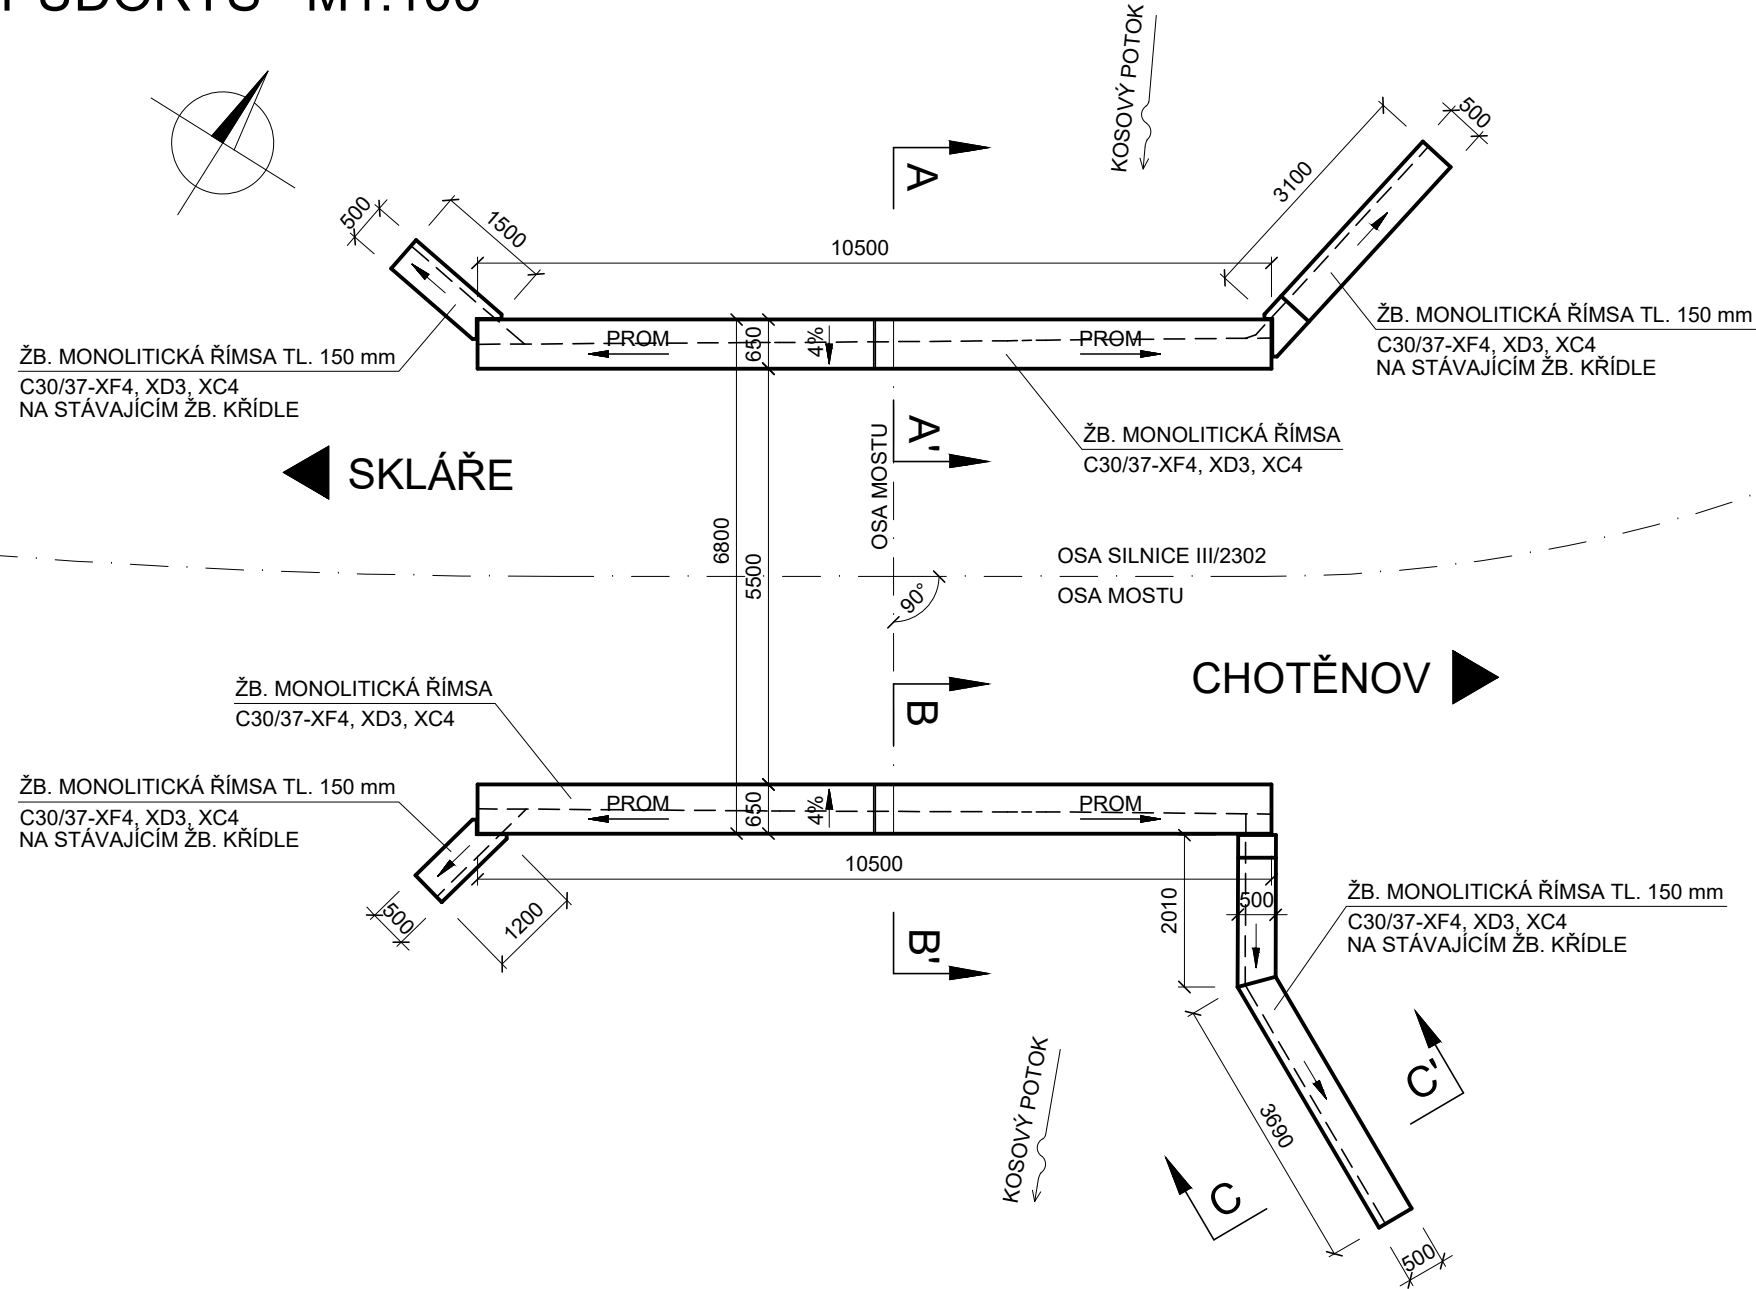 PŮDORYS M1:100
KOSOVÝ POTOK
A
500
3100
500
1500
10500
ŽB. MONOLITICKÁ ŘÍMSA TL. 150 mm
C30/37-XF4, XD3, XC4
NA STÁVAJÍCÍM ŽB. KŘÍDLE
PROM
650
4%
PROM
ŽB. MONOLITICKÁ ŘÍMSA TL. 150 mm
C30/37-XF4, XD3, XC4
NA STÁVAJÍCÍM ŽB. KŘÍDLE
A'
ŽB. MONOLITICKÁ ŘÍMSA
C30/37-XF4, XD3, XC4
SKLÁŘE
OSA MOSTU
6800
5500
OSA SILNICE III/2302
OSA MOSTU
90°
CHOTĚNOV
ŽB. MONOLITICKÁ ŘÍMSA
C30/37-XF4, XD3, XC4
B
ŽB. MONOLITICKÁ ŘÍMSA TL. 150 mm
C30/37-XF4, XD3, XC4
NA STÁVAJÍCÍM ŽB. KŘÍDLE
PROM
650
4%
PROM
10500
500
1200
2010
500
ŽB. MONOLITICKÁ ŘÍMSA TL. 150 mm
C30/37-XF4, XD3, XC4
NA STÁVAJÍCÍM ŽB. KŘÍDLE
B'
KOSOVÝ POTOK
3690
C'
C
500